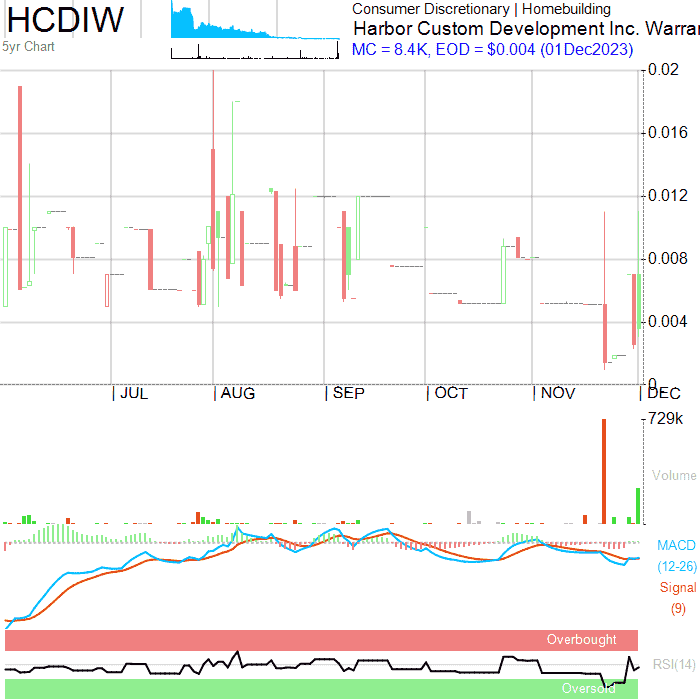 HCDIW
5yr Chart
Consumer Discretionary | Homebuilding
Harbor Custom Development Inc. Warrar
MC = 8.4K, EOD = $0.004 (01Dec2023)
0.02
0.016
0.012
0.008
0.004
0
JUL AUG SEP OCT NOV DEC
729k
Volume
MACD
(12-26)
Signal
(9)
Overbought
RSI(14)
Oversold